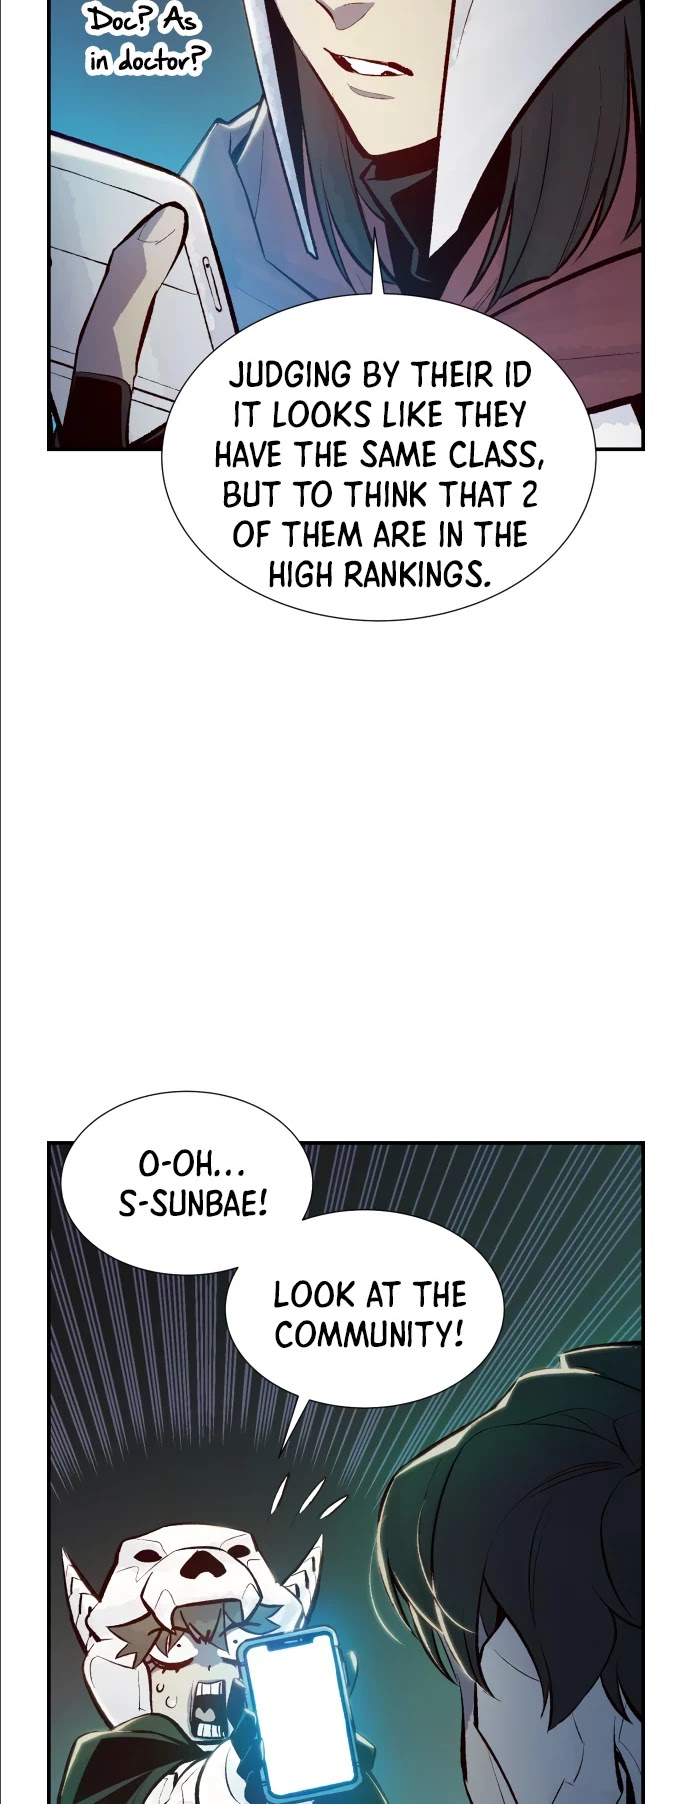 Doc? As
in doctor?
JUDGING BY THEIR ID
IT LOOKS LIKE THEY
HAVE THE SAME CLASS,
BUT TO THINK THAT 2
OF THEM ARE IN THE
HIGH RANKINGS.
O-OH...
S-SUNBAE!
LOOK AT THE
COMMUNITY!